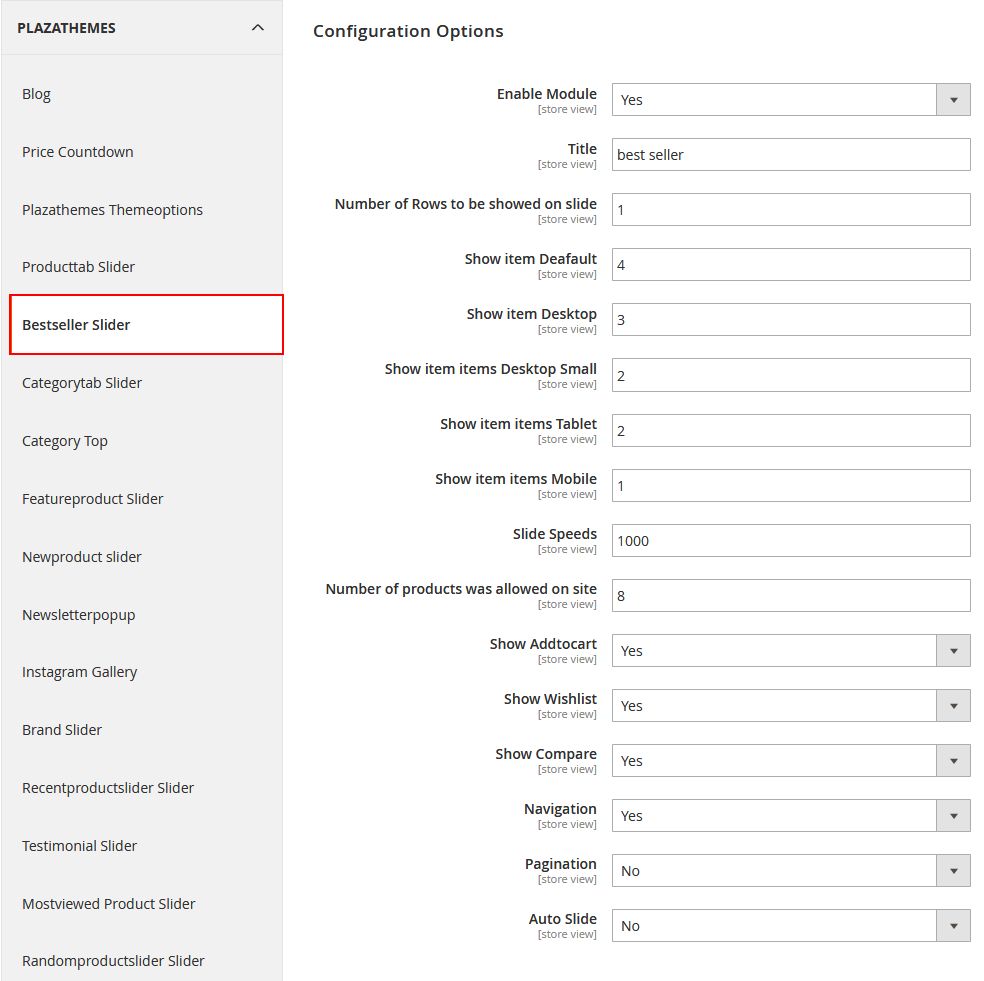 PLAZATHEMES
Blog
Price Countdown
Plazathemes Themeoptions
Producttab Slider
Bestseller Slider
Categorytab Slider
Category Top
Featureproduct Slider
Newproduct slider
Newsletterpopup
Instagram Gallery
Brand Slider
Recentproductslider Slider
Testimonial Slider
Mostviewed Product Slider
Randomproductslider Slider
Configuration Options
Enable Module
[store view]
Yes
Title
[store view]
best seller
Number of Rows to be showed on slide
[store view]
1
Show item Deafault
[store view]
4
Show item Desktop
[store view]
3
Show item items Desktop Small
[store view]
2
Show item items Tablet
[store view]
2
Show item items Mobile
[store view]
1
Slide Speeds
[store view]
1000
Number of products was allowed on site
[store view]
8
Show Addtocart
[store view]
Yes
Show Wishlist
[store view]
Yes
Show Compare
[store view]
Yes
Navigation
[store view]
Yes
Pagination
[store view]
No
Auto Slide
[store view]
No